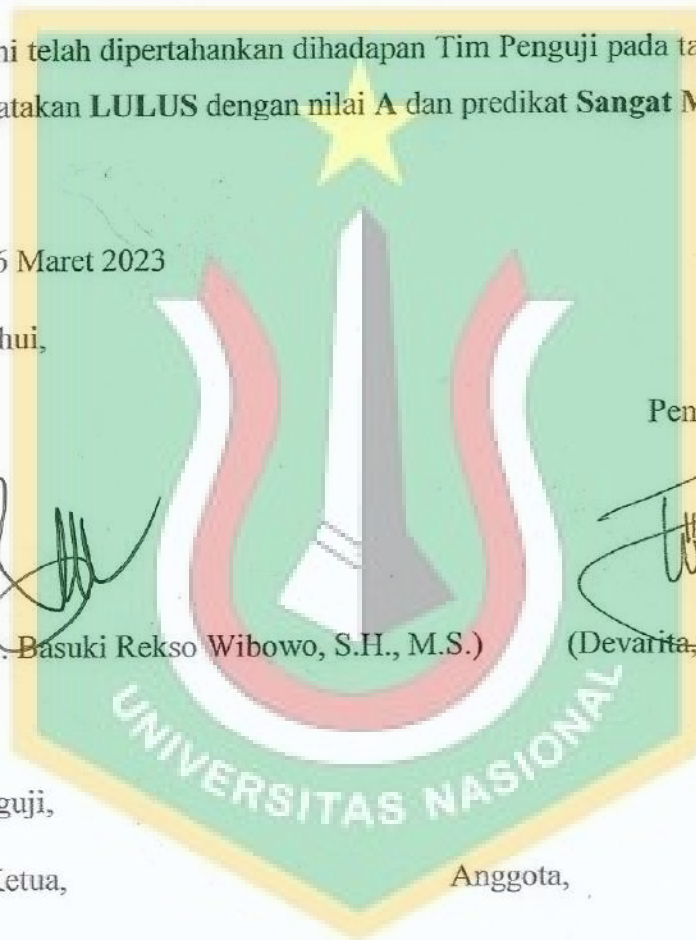 ni telah dipertahankan dihadapan Tim Penguji pada ta
atakan LULUS dengan nilai A dan predikat Sangat M
6 Maret 2023
hui,
Pem
. Basuki Rekso Wibowo, S.H., M.S.) (Devarita,
UNIVERSITAS NASIONAL
guji,
Ketua, Anggota,